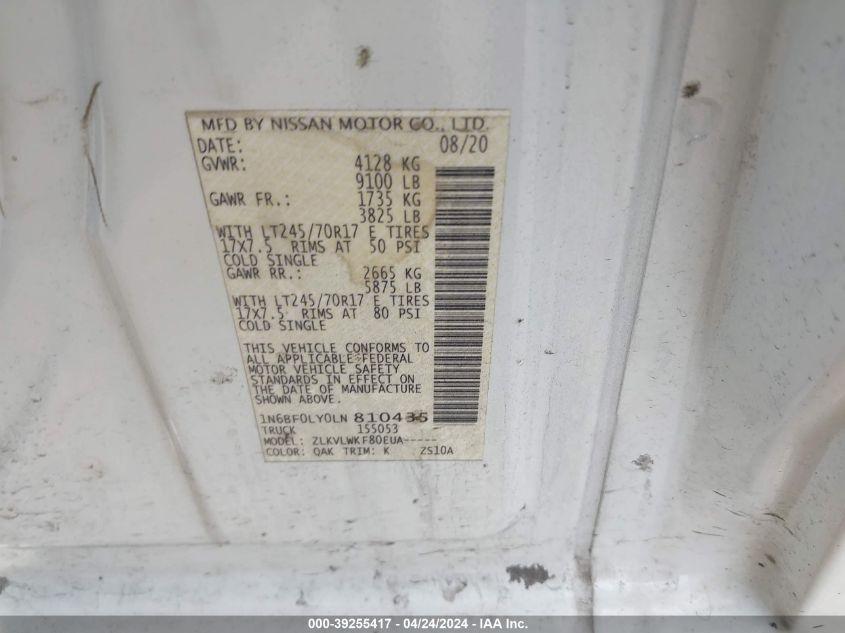 MFD BY NISSAN MOTOR CO., LTD.
DATE: 08/20
GVWR: 4128 KG
9100 LB
GAWR FR.: 1735 KG
3825 LB
WITH LT245/70R17 E TIRES
17X7.5 RIMS AT 50 PSI
COLD SINGLE
GAWR RR.: 2665 KG
5875 LB
WITH LT245/70R17 E TIRES
17X7.5 RIMS AT 80 PSI
COLD SINGLE
THIS VEHICLE CONFORMS TO
ALL APPLICABLE FEDERAL
MOTOR VEHICLE SAFETY
STANDARDS IN EFFECT ON
THE DATE OF MANUFACTURE
SHOWN ABOVE.
1N6BF0LY0LN 810435
TRUCK 155053
MODEL: ZLKVLWKF80EUA-----
COLOR: QAK TRIM: K ZS10A
000-39255417 - 04/24/2024 - IAA Inc.